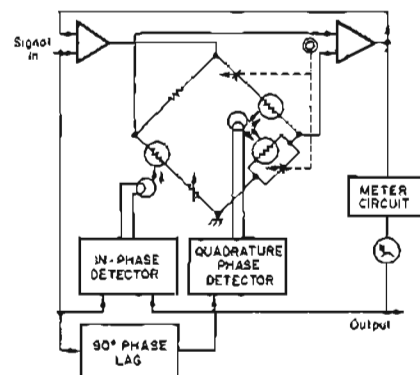 Signal
in
METER
CIRCUIT
IN-PHASE
DETECTOR
QUADRATURE
PHASE
DETECTOR
Output
90° PHASE
LAG